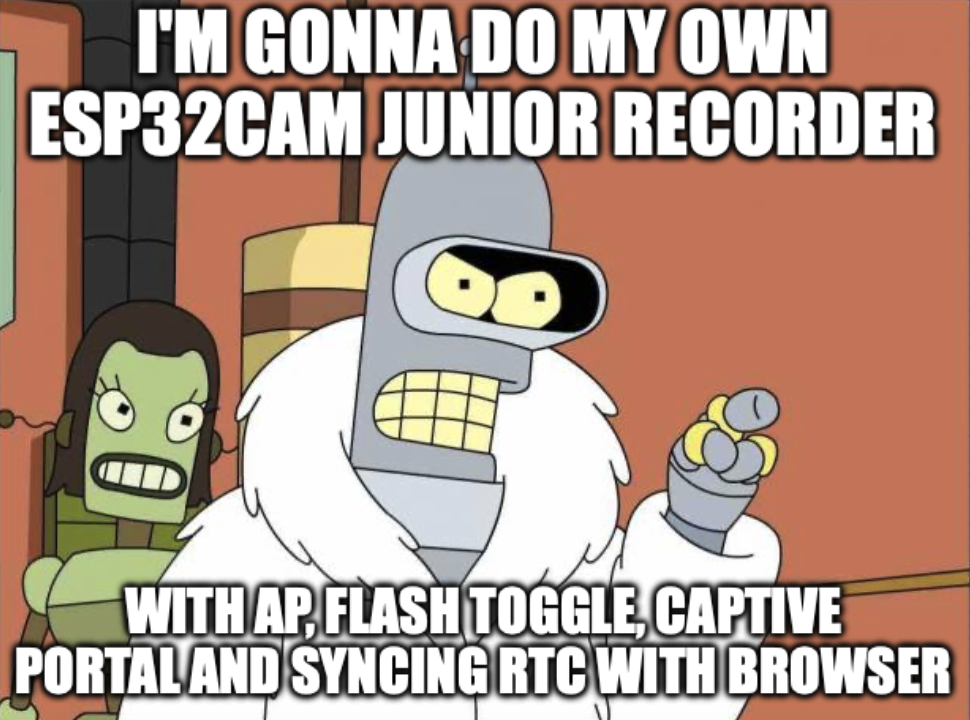 I'M GONNA DO MY OWN
ESP32CAM JUNIOR RECORDER
WITH AP, FLASH TOGGLE, CAPTIVE
PORTAL AND SYNCING RTC WITH BROWSER